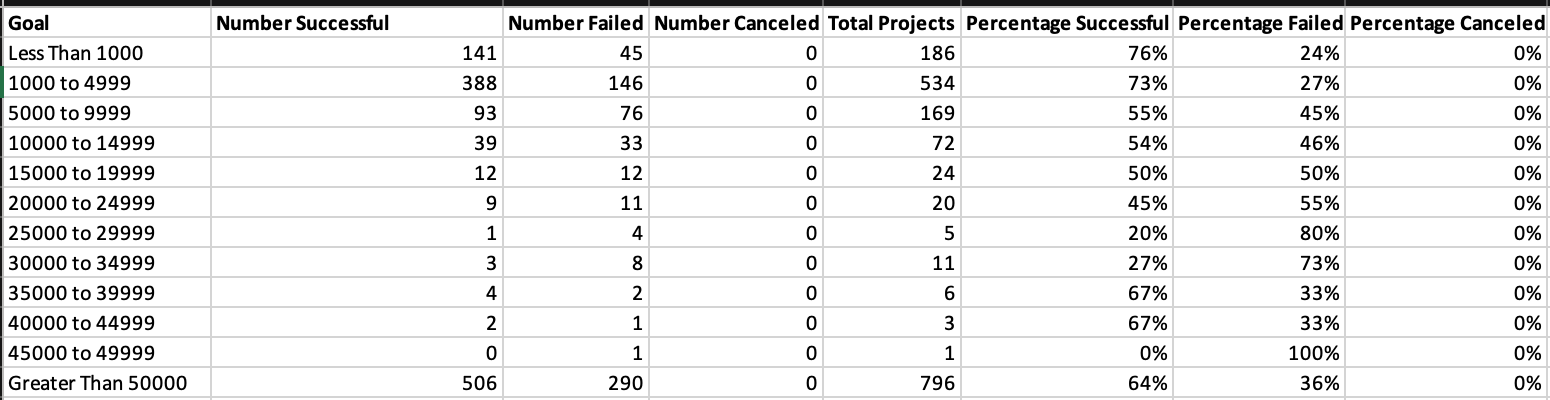 Goal Number Successful Number Failed Number Canceled Total Projects Percentage Successful Percentage Failed Percentage Canceled
Less Than 1000 141 45 0 186 76% 24% 0%
1000 to 4999 388 146 0 534 73% 27% 0%
5000 to 9999 93 76 0 169 55% 45% 0%
10000 to 14999 39 33 0 72 54% 46% 0%
15000 to 19999 12 12 0 24 50% 50% 0%
20000 to 24999 9 11 0 20 45% 55% 0%
25000 to 29999 1 4 0 5 20% 80% 0%
30000 to 34999 3 8 0 11 27% 73% 0%
35000 to 39999 4 2 0 6 67% 33% 0%
40000 to 44999 2 1 0 3 67% 33% 0%
45000 to 49999 0 1 0 1 0% 100% 0%
Greater Than 50000 506 290 0 796 64% 36% 0%